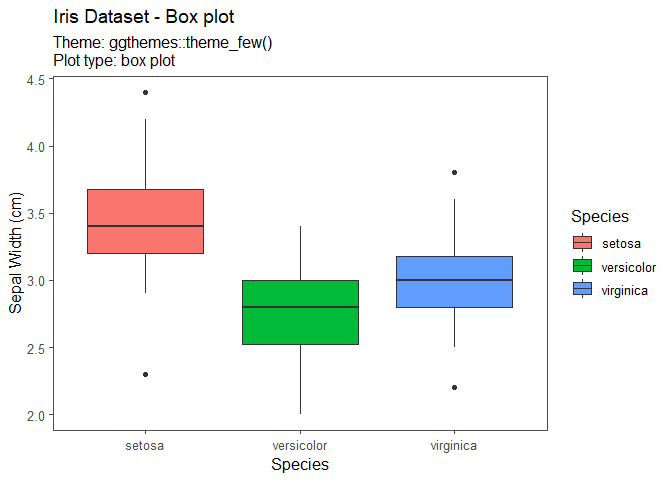 Iris Dataset - Box plot
Theme: ggthemes::theme_few()
Plot type: box plot
4.5
4.0
3.5
3.0
2.5
2.0
Sepal Width (cm)
setosa versicolor virginica
Species
Species
setosa
versicolor
virginica